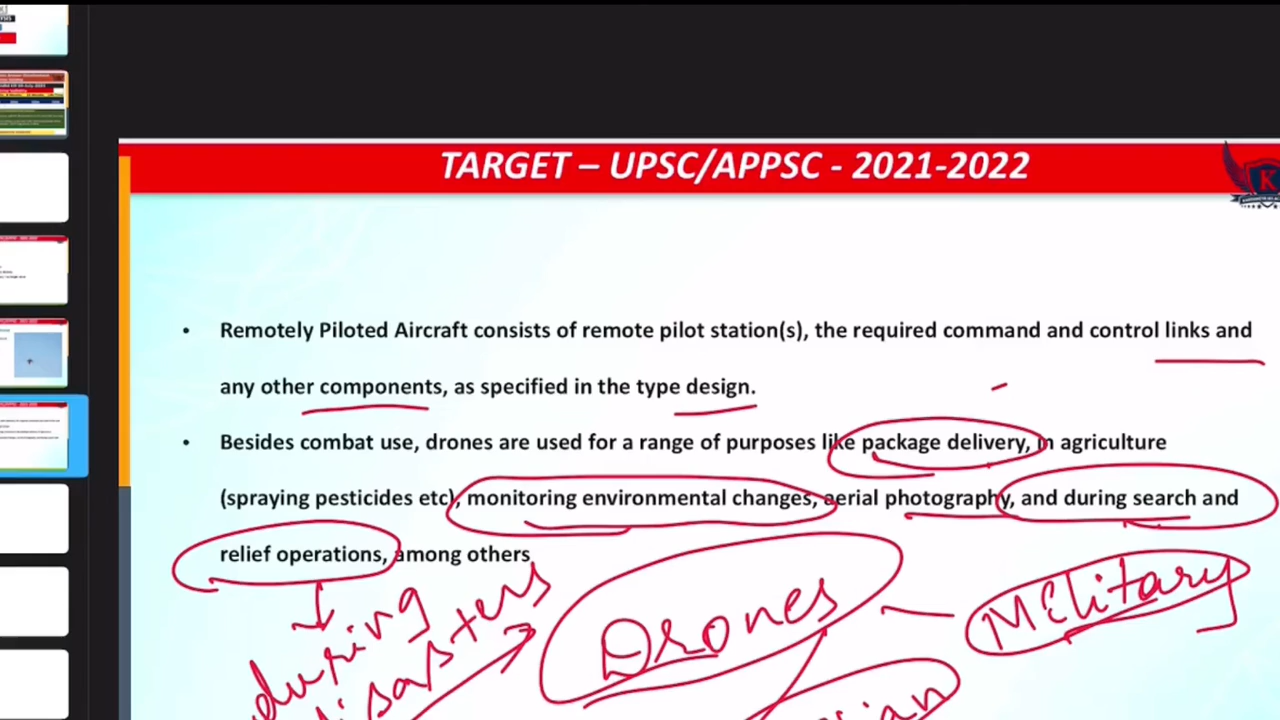 TARGET – UPSC/APPSC - 2021-2022
K
• Remotely Piloted Aircraft consists of remote pilot station(s), the required command and control links and
any other components, as specified in the type design.
• Besides combat use, drones are used for a range of purposes like package delivery, in agriculture
(spraying pesticides etc), monitoring environmental changes, aerial photography, and during search and
relief operations, among others
during
disasters
Drones
Military